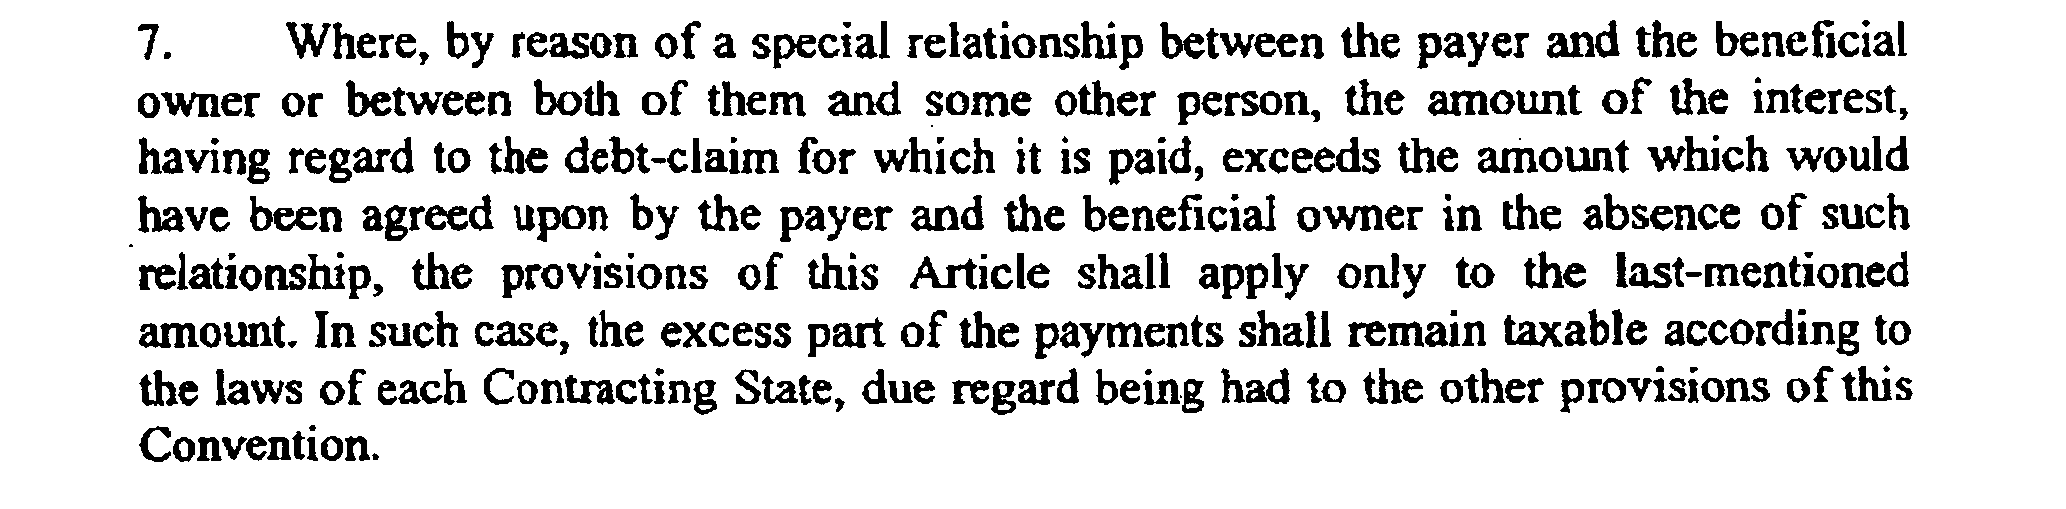 7. Where, by reason of a special relationship between the payer and the beneficial
owner or between both of them and some other person, the amount of the interest,
having regard to the debt-claim for which it is paid, exceeds the amount which would
have been agreed upon by the payer and the beneficial owner in the absence of such
relationship, the provisions of this Article shall apply only to the last-mentioned
amount. In such case, the excess part of the payments shall remain taxable according to
the laws of each Contracting State, due regard being had to the other provisions of this
Convention.